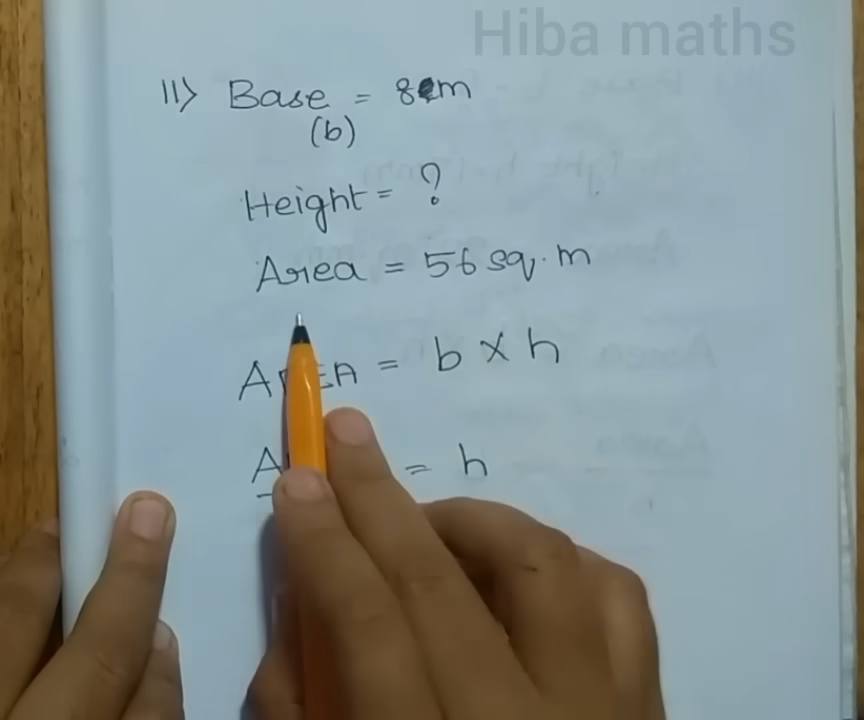 Hiba maths
11) Base = 8m
(b)
Height = ?
Area = 56 sq. m
= b x h
= h